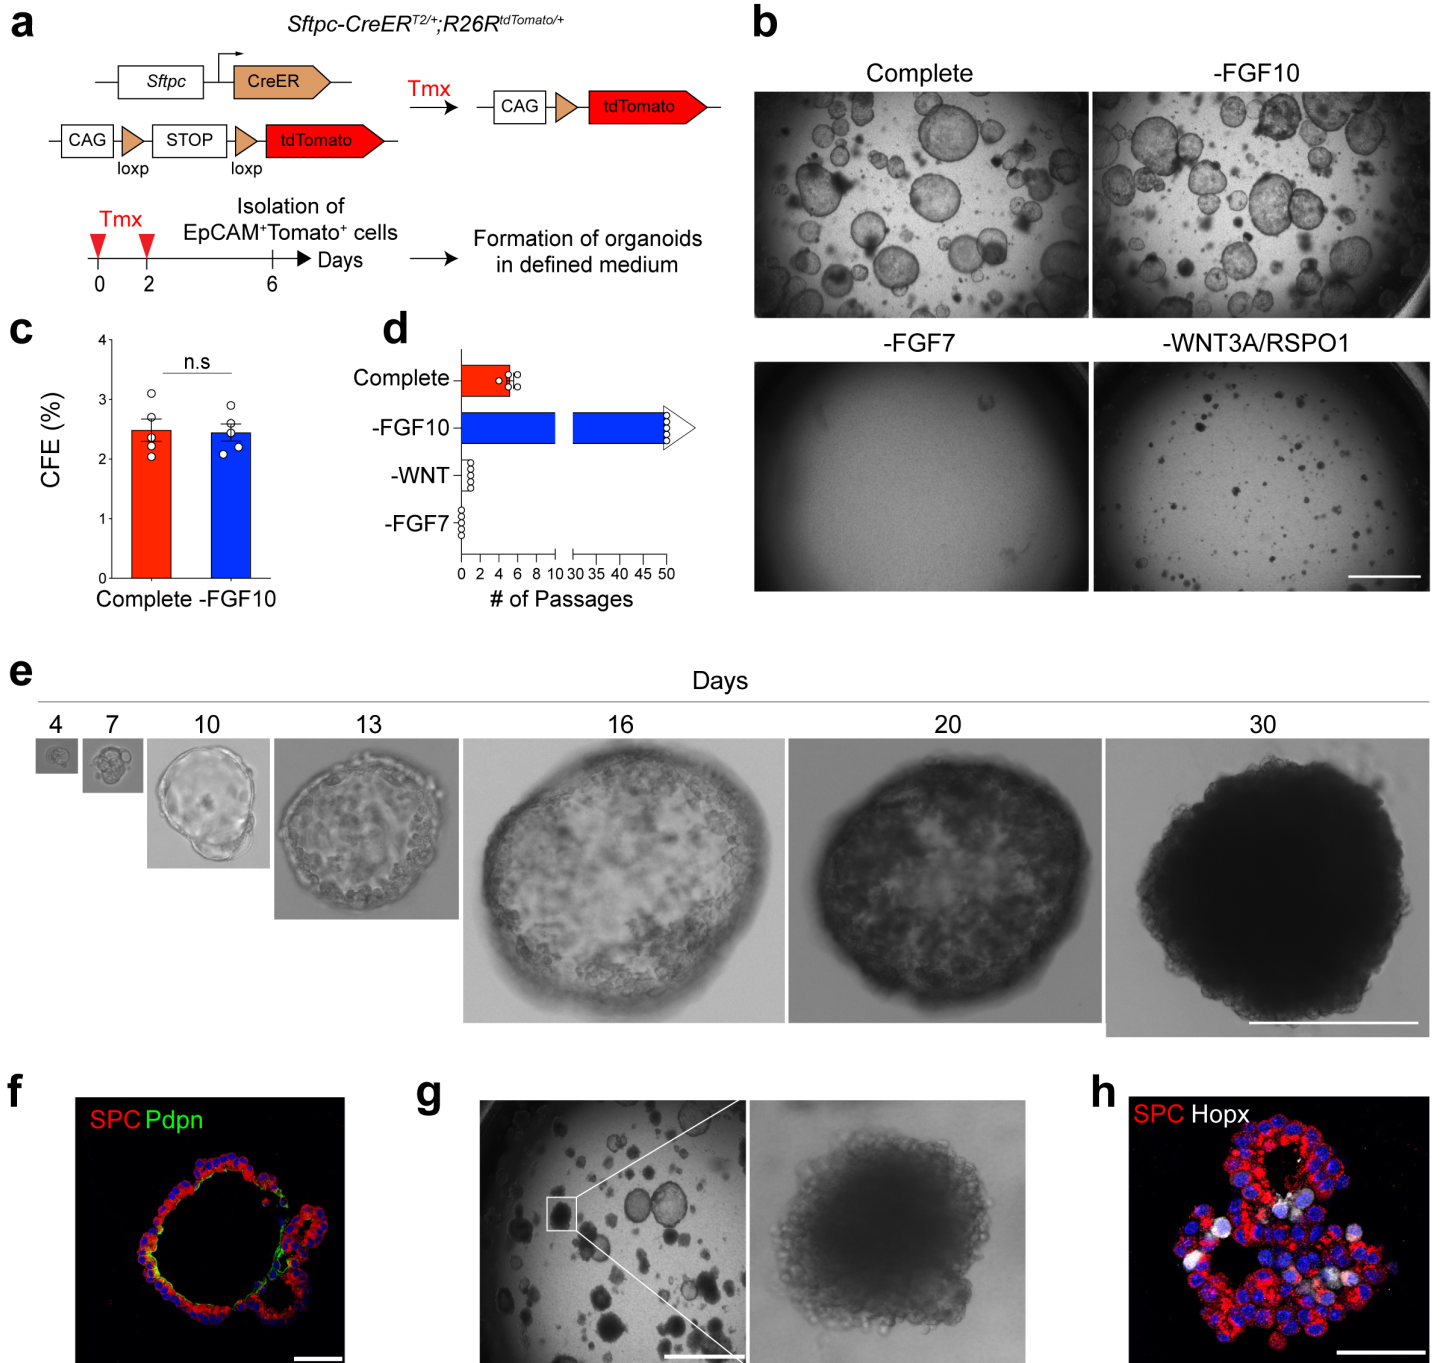 a
Sftpc-CreERT2/+;R26RtdTomato/+
Sftpc
CreER
Tmx
CAG
tdTomato
CAG
STOP
tdTomato
loxp
loxp
Tmx
Isolation of
EpCAM+Tomato+ cells
Days
0
2
6
Formation of organoids
in defined medium
b
Complete
-FGF10
-FGF7
-WNT3A/RSPO1
c
CFE (%)
4
3
2
1
0
n.s
Complete
-FGF10
d
Complete
-FGF10
-WNT
-FGF7
0 2 4 6 8 10 30 35 40 45 50
# of Passages
e
Days
4 7 10 13 16 20 30
f
SPC Pdpn
g
h
SPC Hopx